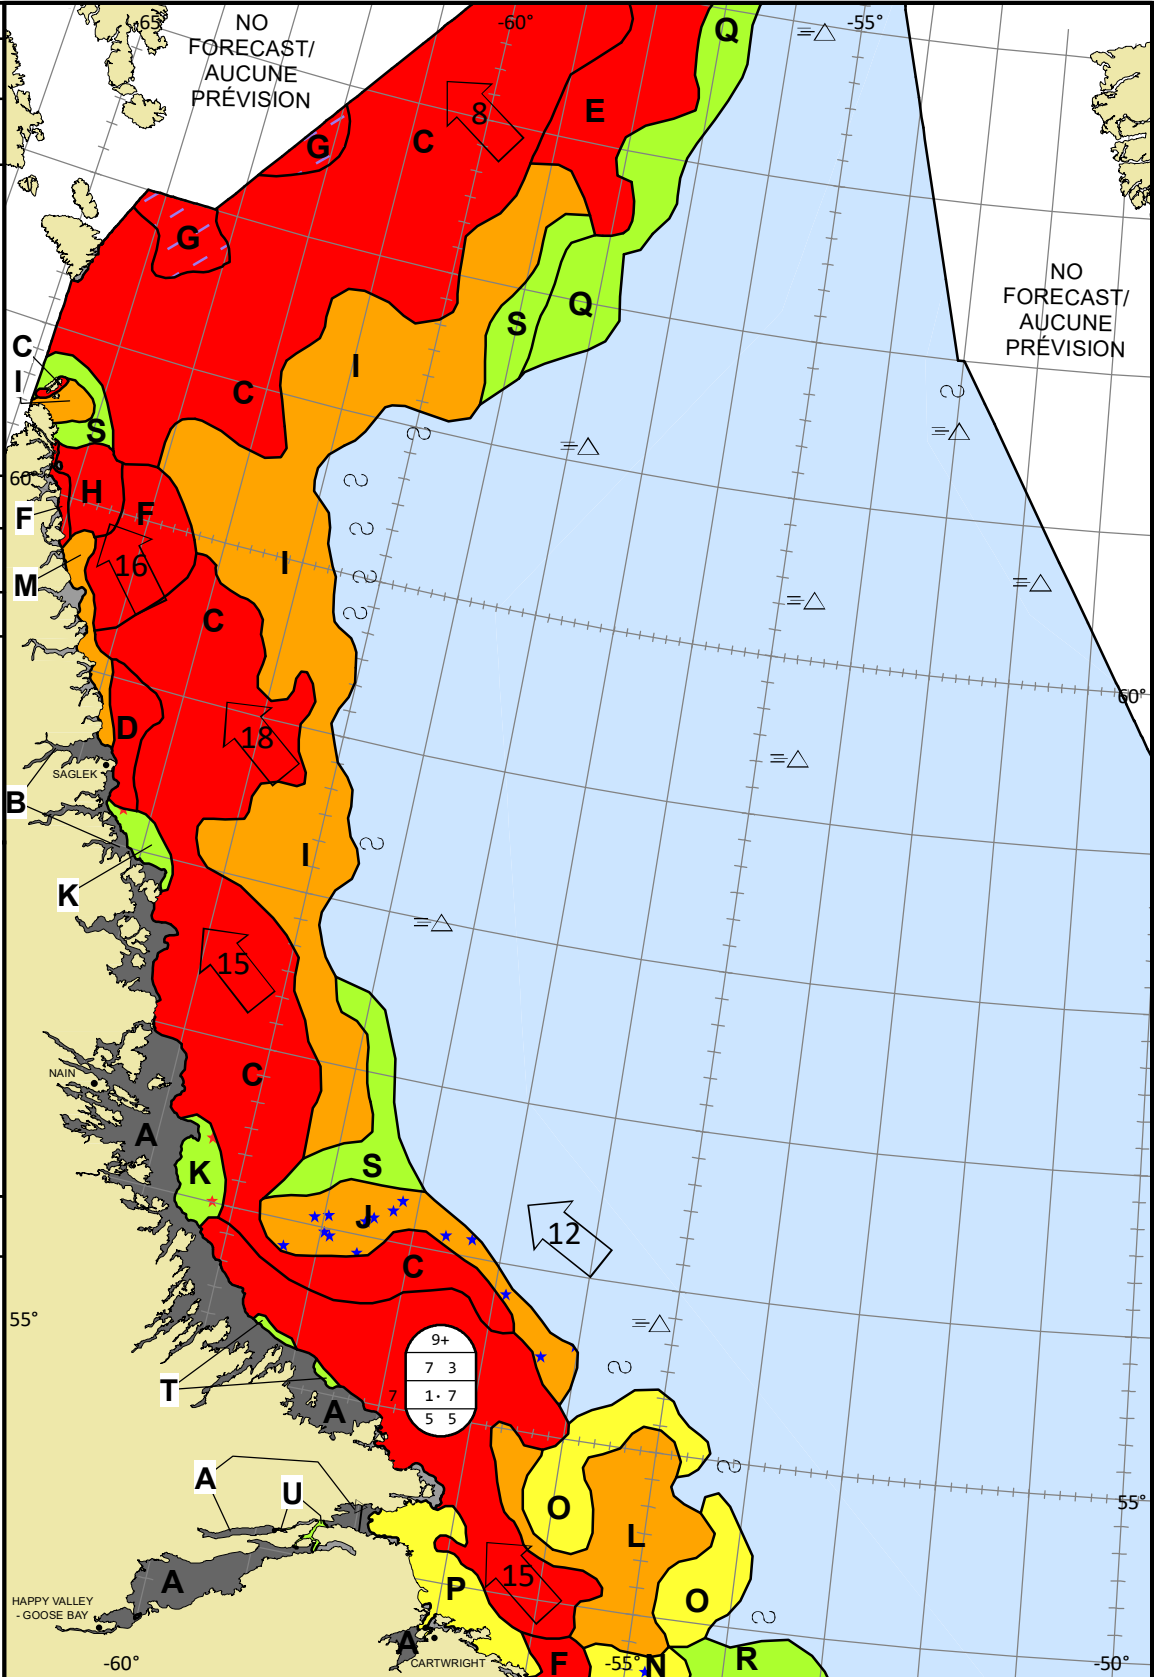 -65°
NO
FORECAST/
AUCUNE
PRÉVISION
-60°
Q
-55°
8
E
C
G
G
NO
FORECAST/
AUCUNE
PRÉVISION
S
Q
C
I
I
C
S
60°
H
F
F
16
M
I
C
60°
D
18
SAGLEK
B
I
K
15
NAIN
C
A
K
S
J
12
C
55°
9+
7 3
7
1· 7
5 5
T
A
A
U
O
55°
L
A
15
P
O
HAPPY VALLEY
- GOOSE BAY
A
CARTWRIGHT
-60°
F
-55°
N
R
-50°